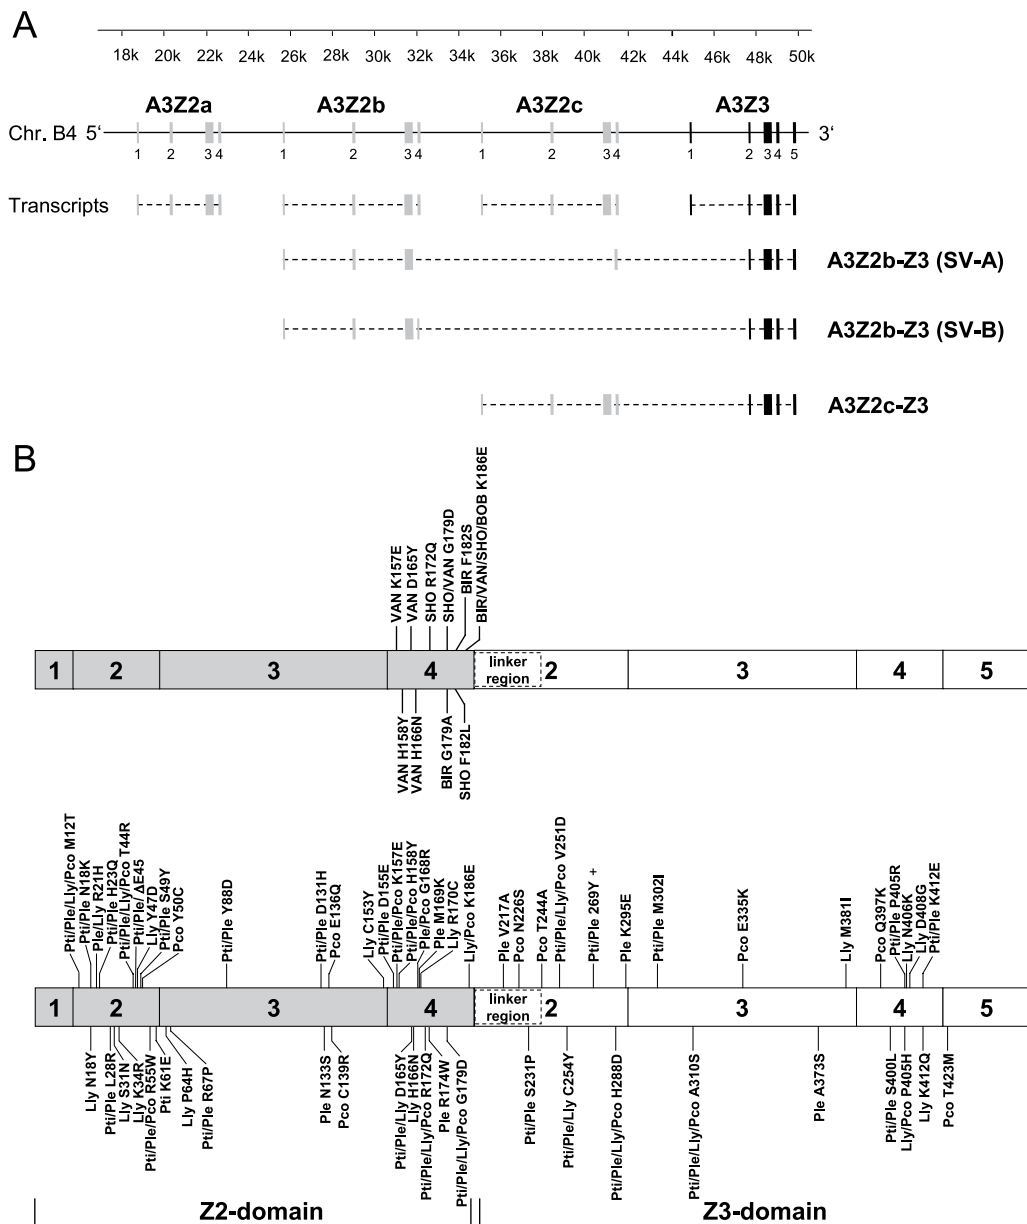 A
18k 20k 22k 24k 26k 28k 30k 32k 34k 36k 38k 40k 42k 44k 46k 48k 50k
A3Z2a A3Z2b A3Z2c A3Z3
Chr. B4 5‘ 3‘
1 2 3 4 1 2 3 4 1 2 3 4 1 2 3 4 5
Transcripts
A3Z2b-Z3 (SV-A)
A3Z2b-Z3 (SV-B)
A3Z2c-Z3
B
VAN K157E
VAN D165Y
SHO R172Q
SHO/VAN G179D
BIR F182S
BIR/VAN/SHO/BOB K186E
1 2 3 4 linker region 2 3 4 5
VAN H158Y
VAN H166N
BIR G179A
SHO F182L
Pti/Ple/Lly/Pco M12T
Pti/Ple N18K
Ple/Lly R21H
Pti/Ple H23Q
Pti/Ple/Lly/Pco T44R
Pti/Ple/ΔE45
Lly Y47D
Pti/Ple S49Y
Pco Y50C
Pti/Ple Y88D
Pti/Ple D131H
Pco E136Q
Lly C153Y
Pti/Ple D155E
Pti/Ple/Pco K157E
Pti/Ple/Pco H158Y
Ple/Pco G168R
Ple M169K
Lly R170C
Lly/Pco K186E
Ple V217A
Pco N226S
Pco T244A
Pti/Ple/Lly/Pco V251D
Pti/Ple 269Y +
Ple K295E
Pti/Ple M302I
Pco E335K
Lly M381I
Pco Q397K
Pti/Ple P405R
Lly N406K
Lly D408G
Pti/Ple K412E
1 2 3 4 linker region 2 3 4 5
Lly N18Y
Pti/Ple L28R
Lly S31N
Lly K34R
Pti/Ple/Pco R55W
Pti K61E
Lly P64H
Pti/Ple R67P
Ple N133S
Pco C139R
Pti/Ple/Lly D165Y
Lly H166N
Pti/Ple/Lly/Pco R172Q
Ple R174W
Pti/Ple/Lly/Pco G179D
Pti/Ple S231P
Pti/Ple/Lly C254Y
Pti/Ple/Lly/Pco H288D
Pti/Ple/Lly/Pco A310S
Ple A373S
Pti/Ple S400L
Lly/Pco P405H
Lly K412Q
Pco T423M
Z2-domain Z3-domain